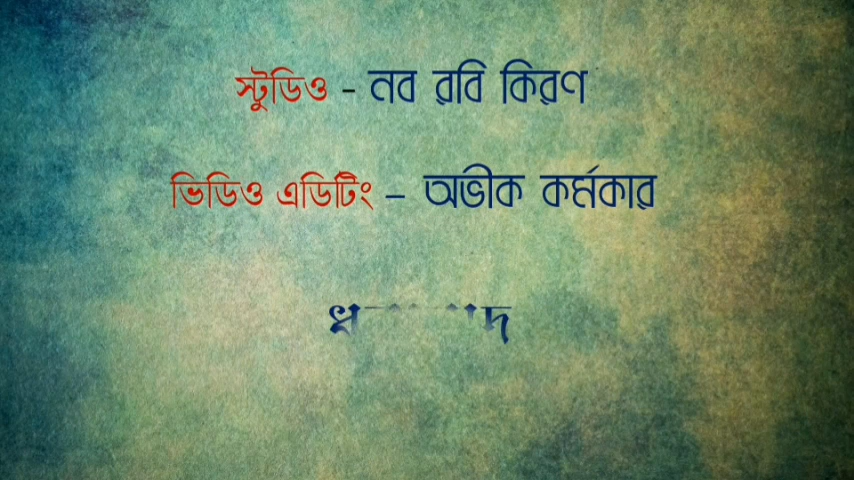 স্টুডিও - নব রবি কিরণ
ভিডিও এডিটিং – অভীক কর্মকার